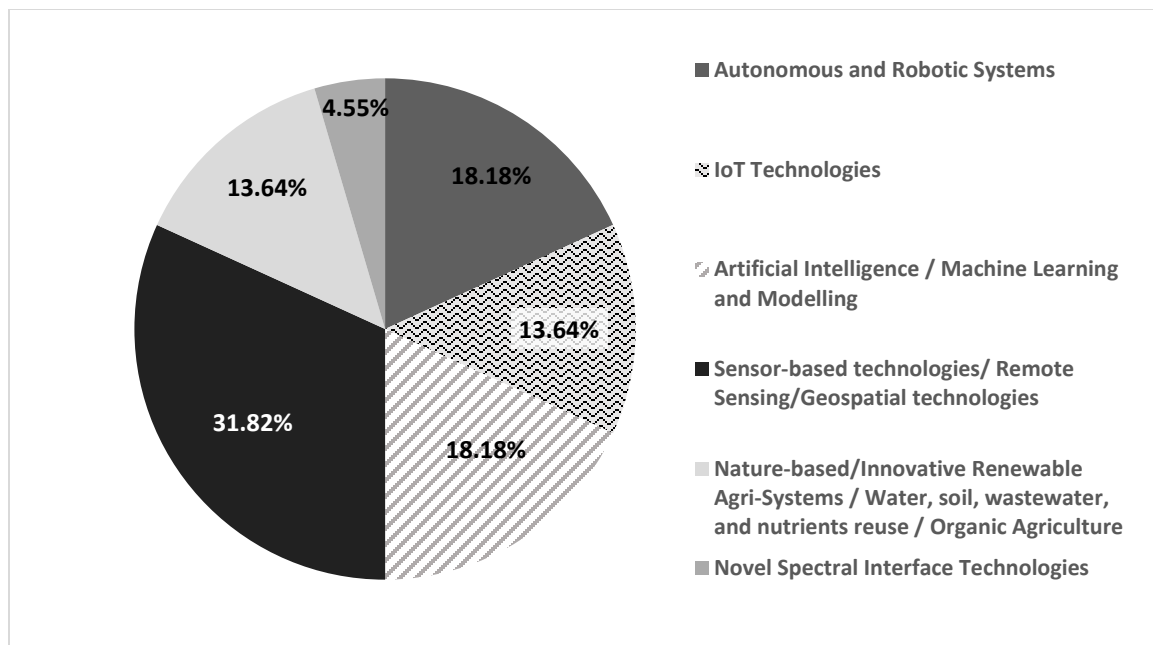 4.55%
18.18%
13.64%
13.64%
18.18%
31.82%
Autonomous and Robotic Systems
IoT Technologies
Artificial Intelligence / Machine Learning
and Modelling
Sensor-based technologies/ Remote
Sensing/Geospatial technologies
Nature-based/Innovative Renewable
Agri-Systems / Water, soil, wastewater,
and nutrients reuse / Organic Agriculture
Novel Spectral Interface Technologies